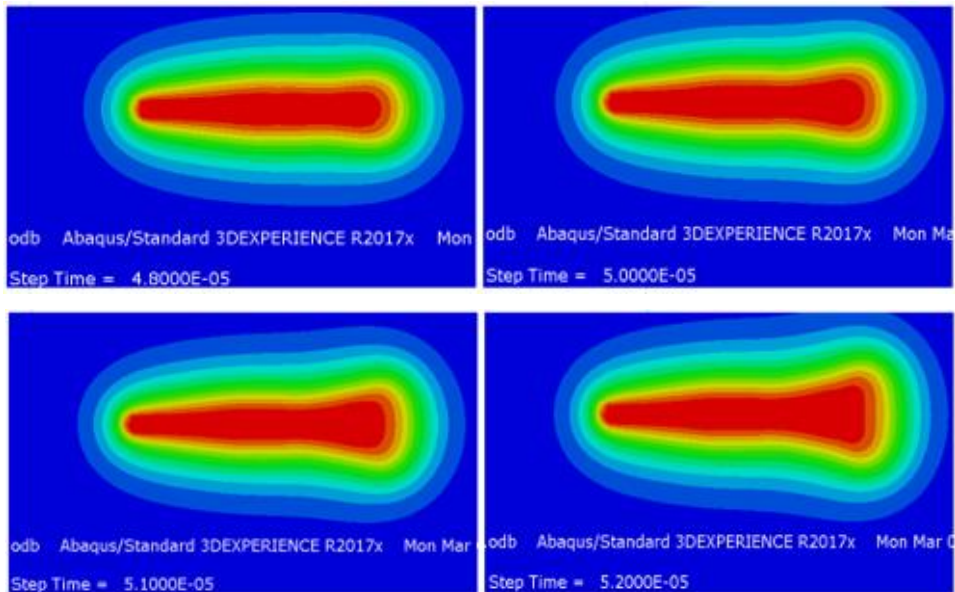 odb Abaqus/Standard 3DEXPERIENCE R2017x Mon
Step Time = 4.8000E-05
odb Abaqus/Standard 3DEXPERIENCE R2017x Mon Ma
Step Time = 5.0000E-05
odb Abaqus/Standard 3DEXPERIENCE R2017x Mon Mar
Step Time = 5.1000E-05
.odb Abaqus/Standard 3DEXPERIENCE R2017x Mon Mar 0
Step Time = 5.2000E-05